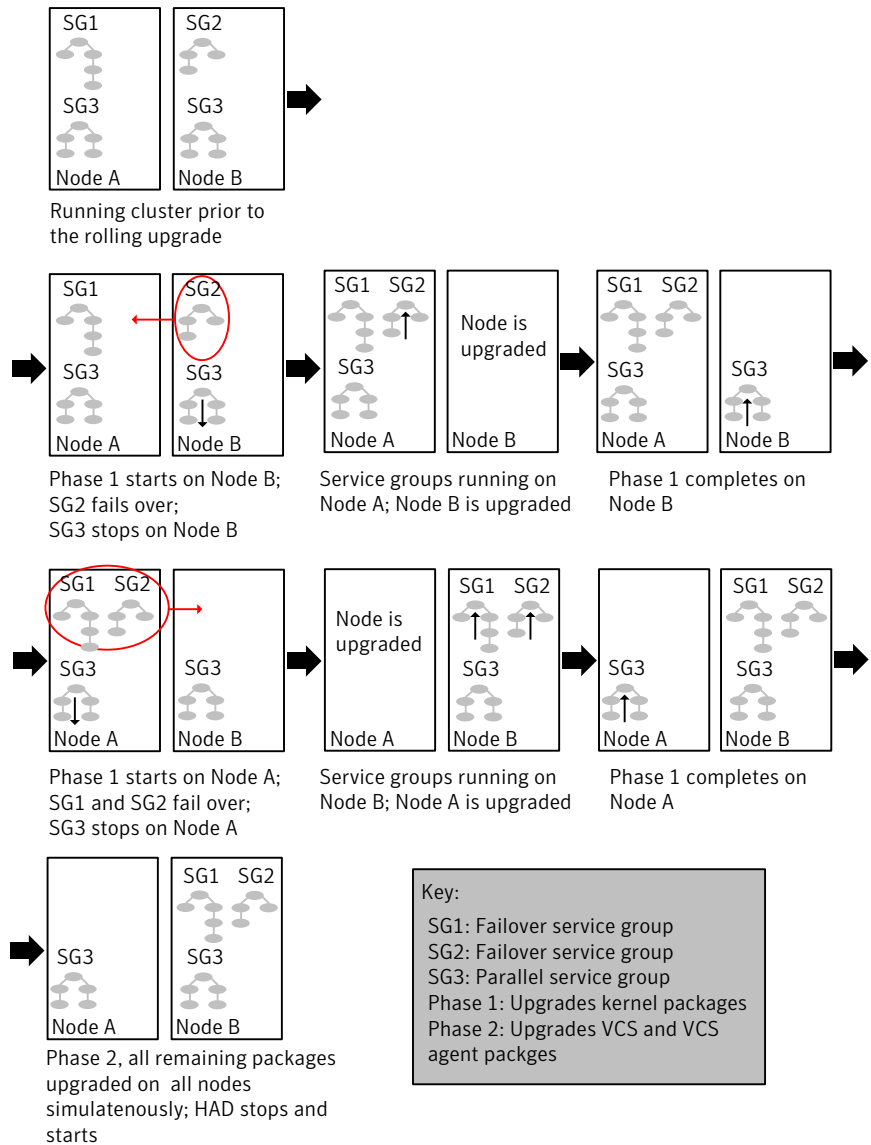 SG1 SG2
SG3 SG3
Node A Node B
Running cluster prior to
the rolling upgrade
SG1 SG2
SG3 SG3
Node A Node B
Phase 1 starts on Node B;
SG2 fails over;
SG3 stops on Node B
SG1 SG2
Node is
upgraded
SG3
Node A Node B
Service groups running on
Node A; Node B is upgraded
SG1 SG2
SG3 SG3
Node A Node B
Phase 1 completes on
Node B
SG1 SG2
SG3 SG3
Node A Node B
Phase 1 starts on Node A;
SG1 and SG2 fail over;
SG3 stops on Node A
Node is
upgraded
SG1 SG2
SG3
Node A Node B
Service groups running on
Node B; Node A is upgraded
SG1 SG2
SG3 SG3
Node A Node B
Phase 1 completes on
Node A
SG1 SG2
SG3 SG3
Node A Node B
Phase 2, all remaining packages
upgraded on all nodes
simulatenously; HAD stops and
starts
Key:
SG1: Failover service group
SG2: Failover service group
SG3: Parallel service group
Phase 1: Upgrades kernel packages
Phase 2: Upgrades VCS and VCS
agent packges